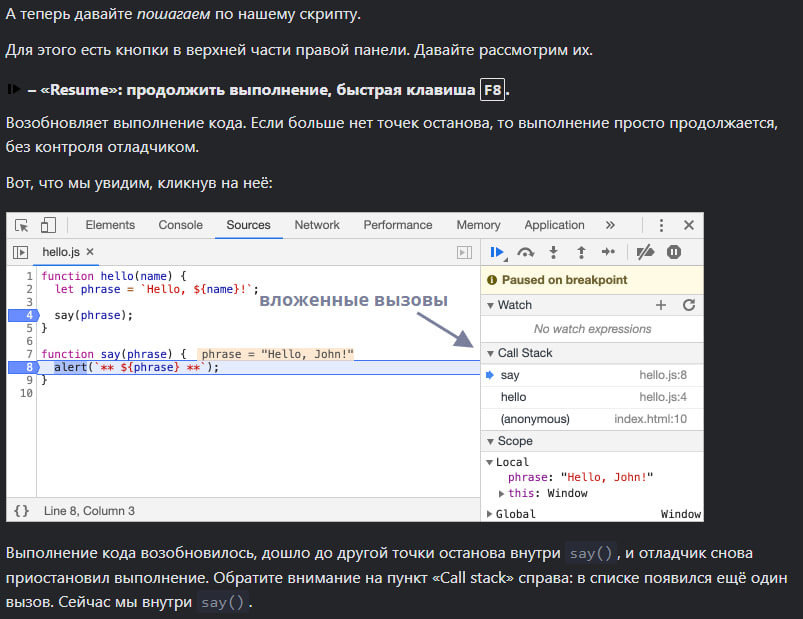 А теперь давайте пошагаем по нашему скрипту.
Для этого есть кнопки в верхней части правой панели. Давайте рассмотрим их.
– «Resume»: продолжить выполнение, быстрая клавиша F8.
Возобновляет выполнение кода. Если больше нет точек останова, то выполнение просто продолжается,
без контроля отладчиком.
Вот, что мы увидим, кликнув на неё:
Elements Console Sources Network Performance Memory Application »
hello.js ×
1 function hello(name) {
2 let phrase = `Hello, ${name}!`;
3
4 say(phrase);
5 }
6
7 function say(phrase) { phrase = "Hello, John!"
8 alert(`** ${phrase} **`);
9 }
10
вложенные вызовы
{} Line 8, Column 3
Paused on breakpoint
Watch
No watch expressions
Call Stack
say hello.js:8
hello hello.js:4
(anonymous) index.html:10
Scope
Local
phrase: "Hello, John!"
this: Window
Global Window
Выполнение кода возобновилось, дошло до другой точки останова внутри say(), и отладчик снова
приостановил выполнение. Обратите внимание на пункт «Call stack» справа: в списке появился ещё один
вызов. Сейчас мы внутри say().